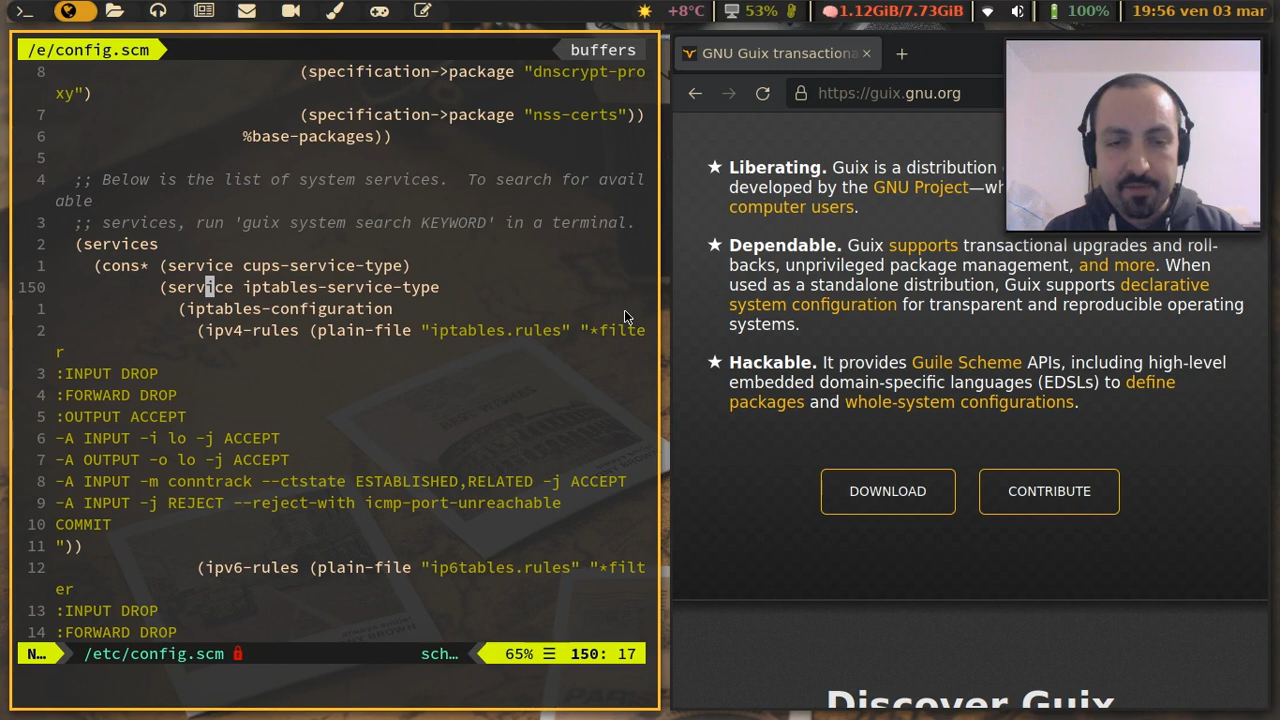 +8°C 53% 1.12GiB/7.73GiB 100% 19:56 ven 03 mar
/e/config.scm buffers
8 (specification->package "dnscrypt-pro
xy")
7 (specification->package "nss-certs"))
6 %base-packages))
5
4 ;; Below is the list of system services.  To search for avail
able
3 ;; services, run 'guix system search KEYWORD' in a terminal.
2 (services
1 (cons* (service cups-service-type)
150 (service iptables-service-type
1 (iptables-configuration
2 (ipv4-rules (plain-file "iptables.rules" "*filte
r
3 :INPUT DROP
4 :FORWARD DROP
5 :OUTPUT ACCEPT
6 -A INPUT -i lo -j ACCEPT
7 -A OUTPUT -o lo -j ACCEPT
8 -A INPUT -m conntrack --ctstate ESTABLISHED,RELATED -j ACCEPT
9 -A INPUT -j REJECT --reject-with icmp-port-unreachable
10 COMMIT
11 "))
12 (ipv6-rules (plain-file "ip6tables.rules" "*filt
er
13 :INPUT DROP
14 :FORWARD DROP
N… /etc/config.scm sch… 65% ☰ 150: 17
GNU Guix transactiona
https://guix.gnu.org
★ Liberating. Guix is a distribution
developed by the GNU Project—wh
computer users.
★ Dependable. Guix supports transactional upgrades and roll-
backs, unprivileged package management, and more. When
used as a standalone distribution, Guix supports declarative
system configuration for transparent and reproducible operating
systems.
★ Hackable. It provides Guile Scheme APIs, including high-level
embedded domain-specific languages (EDSLs) to define
packages and whole-system configurations.
DOWNLOAD CONTRIBUTE
Discover Guix